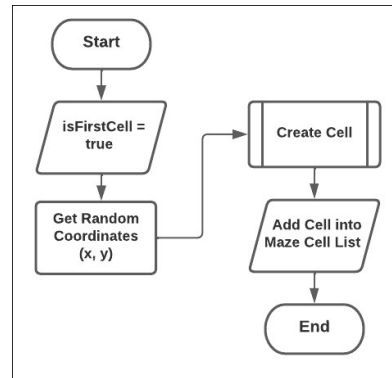 Start
isFirstCell =
true
Get Random
Coordinates
(x, y)
Create Cell
Add Cell into
Maze Cell List
End